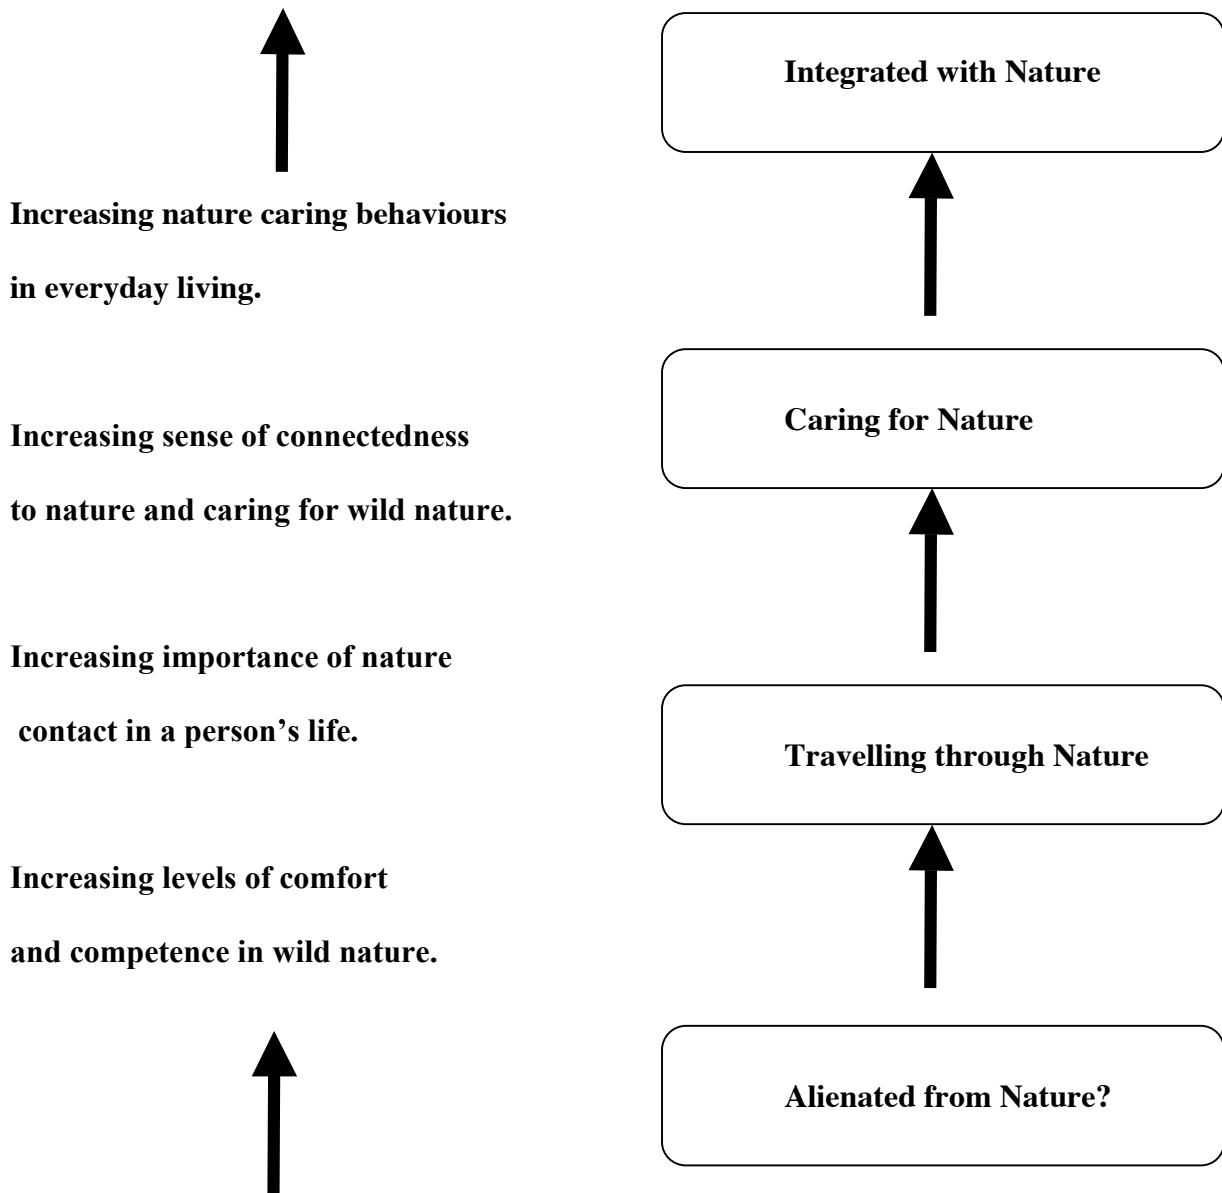 Integrated with Nature
Increasing nature caring behaviours
in everyday living.
Caring for Nature
Increasing sense of connectedness
to nature and caring for wild nature.
Increasing importance of nature
contact in a person’s life.
Travelling through Nature
Increasing levels of comfort
and competence in wild nature.
Alienated from Nature?